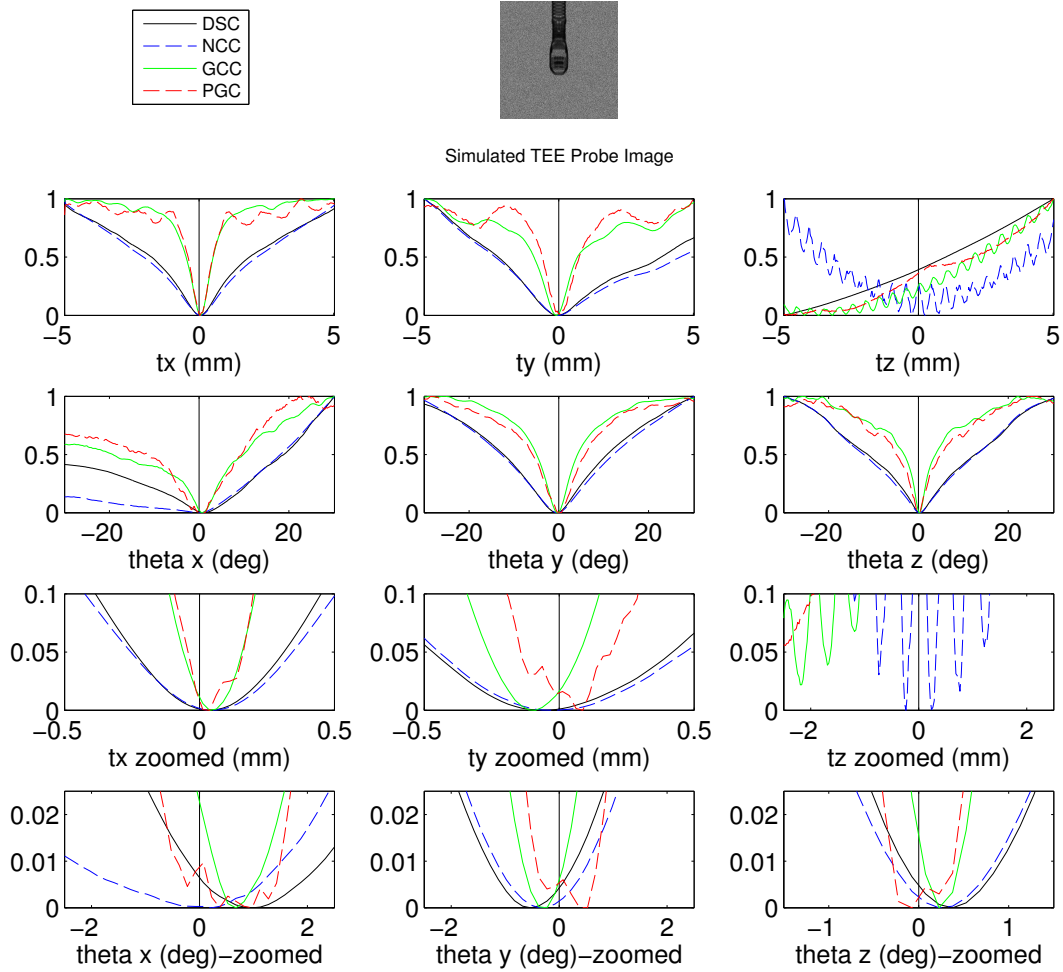 DSC
NCC
GCC
PGC
Simulated TEE Probe Image
1
0.5
0
−5 0 5
tx (mm)
1
0.5
0
−5 0 5
ty (mm)
1
0.5
0
−5 0 5
tz (mm)
1
0.5
0
−20 0 20
theta x (deg)
1
0.5
0
−20 0 20
theta y (deg)
1
0.5
0
−20 0 20
theta z (deg)
0.1
0.05
0
−0.5 0 0.5
tx zoomed (mm)
0.1
0.05
0
−0.5 0 0.5
ty zoomed (mm)
0.1
0.05
0
−2 0 2
tz zoomed (mm)
0.02
0.01
0
−2 0 2
theta x (deg)−zoomed
0.02
0.01
0
−2 0 2
theta y (deg)−zoomed
0.02
0.01
0
−1 0 1
theta z (deg)−zoomed